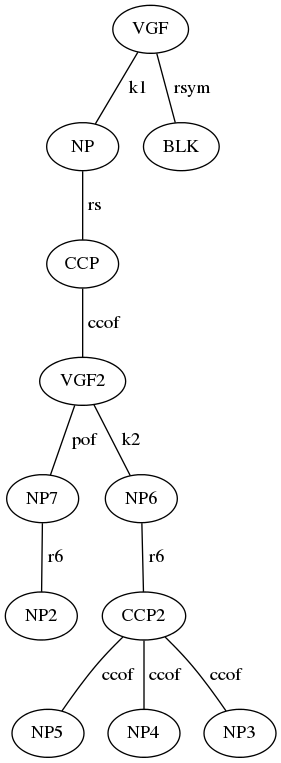 VGF
k1 rsym
NP BLK
rs
CCP
ccof
VGF2
pof k2
NP7 NP6
r6 r6
NP2 CCP2
ccof ccof ccof
NP5 NP4 NP3